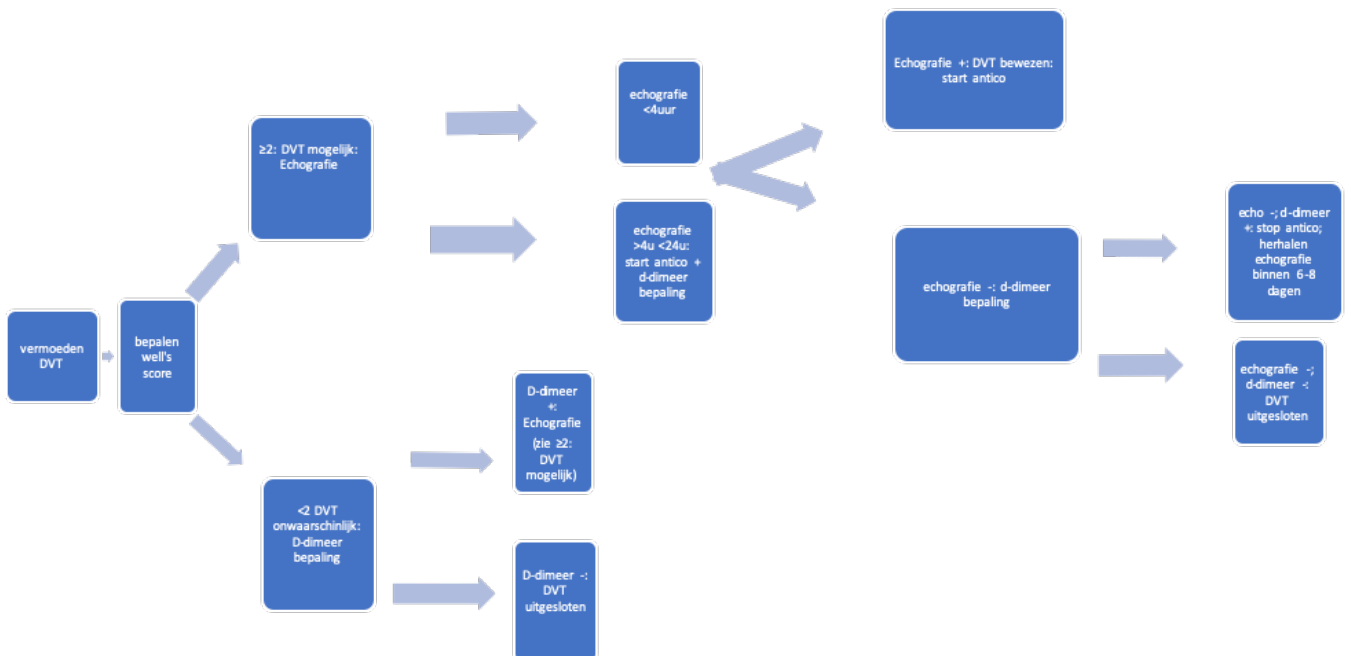 vermoeden
DVT
bepalen
well's
score
≥2: DVT mogelijk:
Echografie
<2 DVT
onwaarschinlijk:
D-dimeer
bepaling
echografie
<4uur
echografie
>4u <24u:
start antico +
d-dimeer
bepaling
D-dimeer
+:
Echografie
(zie ≥2:
DVT
mogelijk)
D-dimeer -:
DVT
uitgesloten
Echografie +: DVT bewezen:
start antico
echografie -: d-dimeer
bepaling
echo -; d-dimeer
+: stop antico;
herhalen
echografie
binnen 6-8
dagen
echografie -;
d-dimeer -:
DVT
uitgesloten